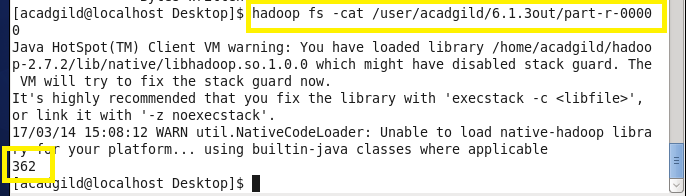 [acadgild@localhost Desktop]$ hadoop fs -cat /user/acadgild/6.1.3out/part-r-0000
0
Java HotSpot(TM) Client VM warning: You have loaded library /home/acadgild/hadoo
p-2.7.2/lib/native/libhadoop.so.1.0.0 which might have disabled stack guard. The
 VM will try to fix the stack guard now.
It's highly recommended that you fix the library with 'execstack -c <libfile>',
or link it with '-z noexecstack'.
17/03/14 15:08:12 WARN util.NativeCodeLoader: Unable to load native-hadoop libra
ry for your platform... using builtin-java classes where applicable
362
[acadgild@localhost Desktop]$